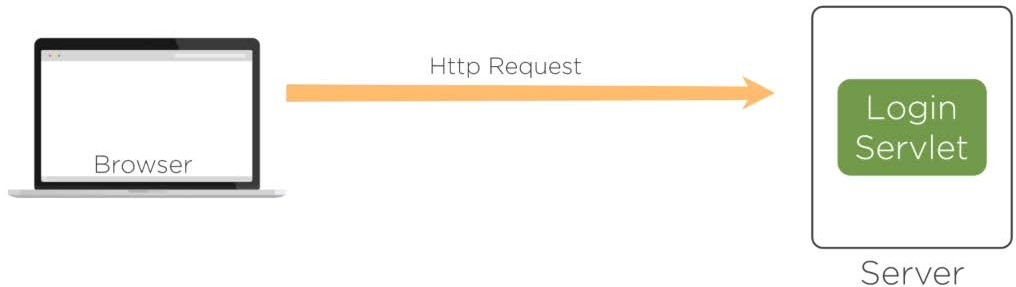 Http Request
Browser
Login
Servlet
Server